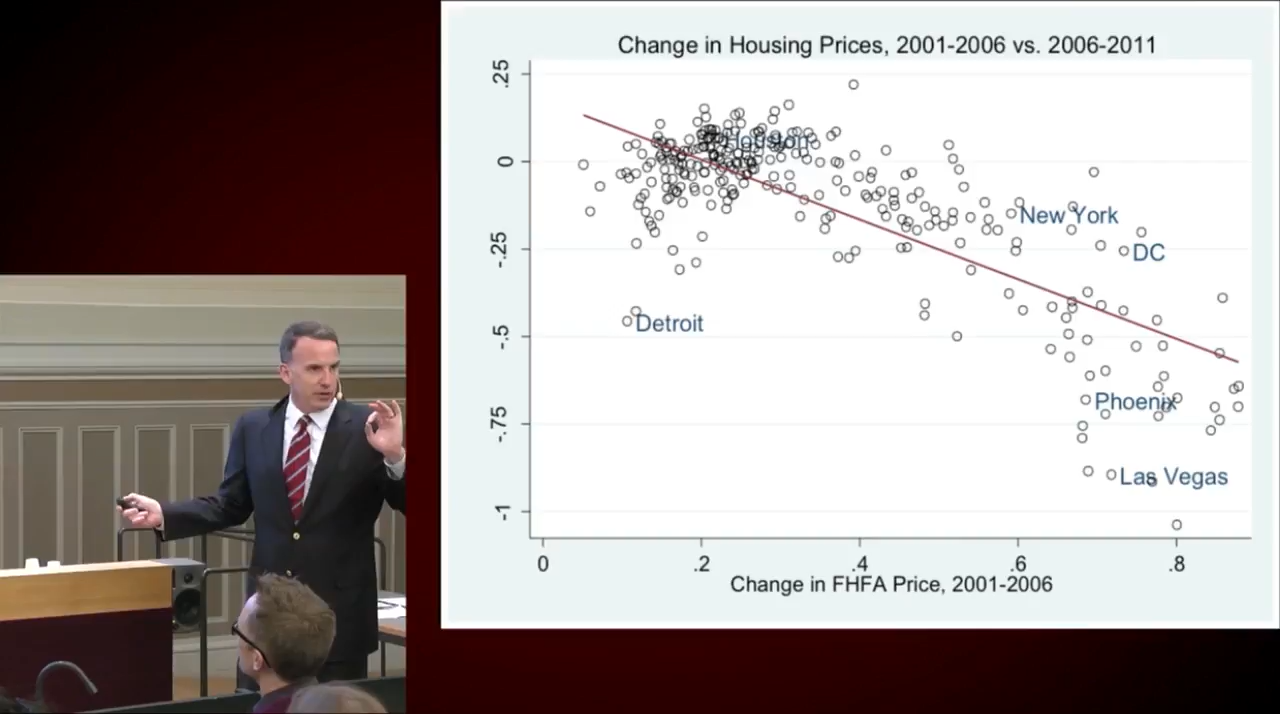 Change in Housing Prices, 2001-2006 vs. 2006-2011
.25
0
-.25
-.5
-.75
-1
Houston
New York
DC
Detroit
Phoenix
Las Vegas
0 .2 .4 .6 .8
Change in FHFA Price, 2001-2006